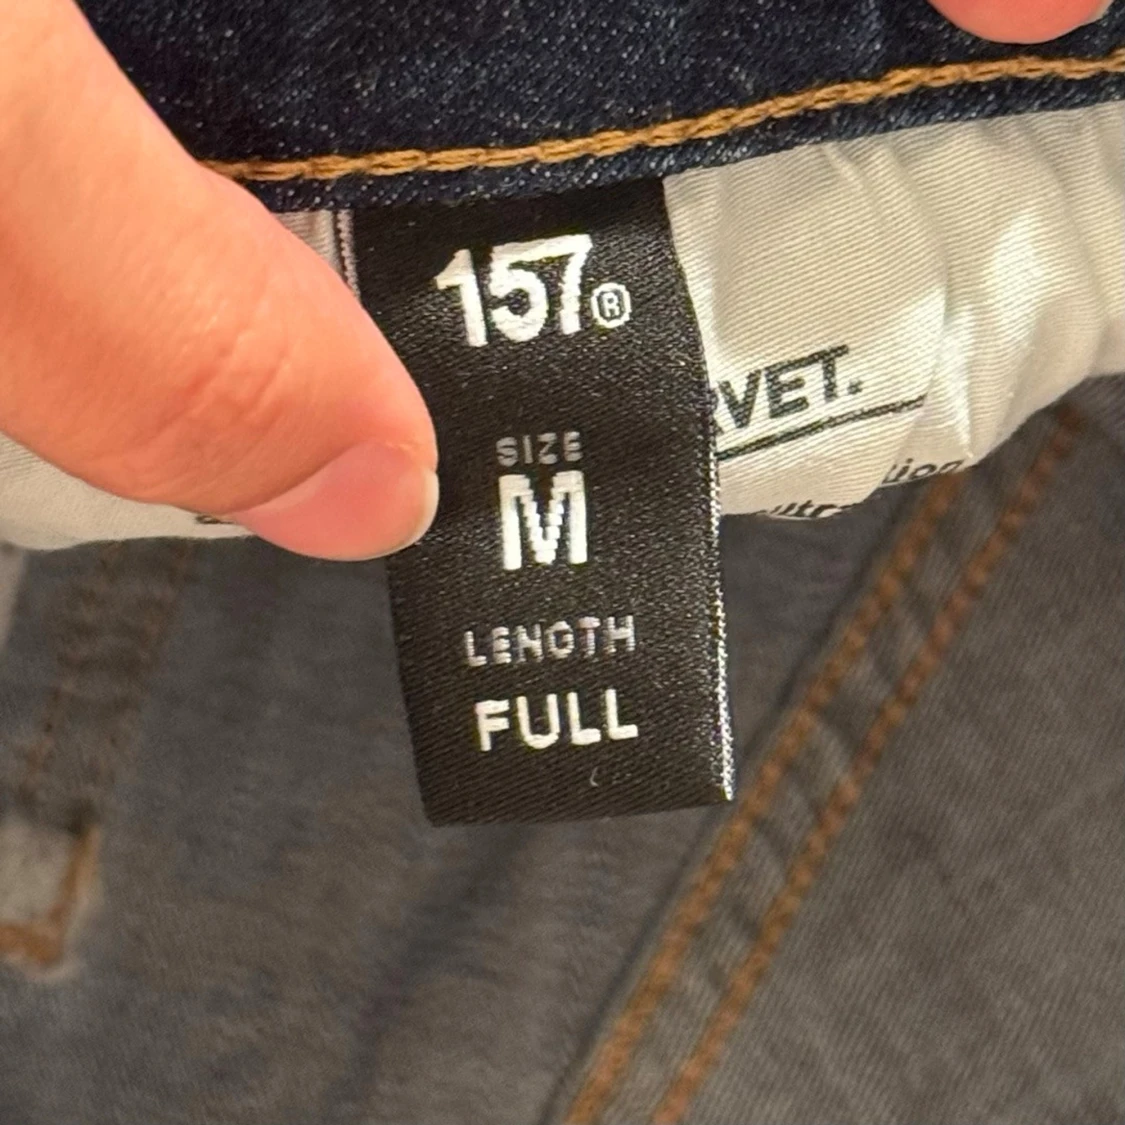 157®
SIZE
M
LENGTH
FULL
VET.